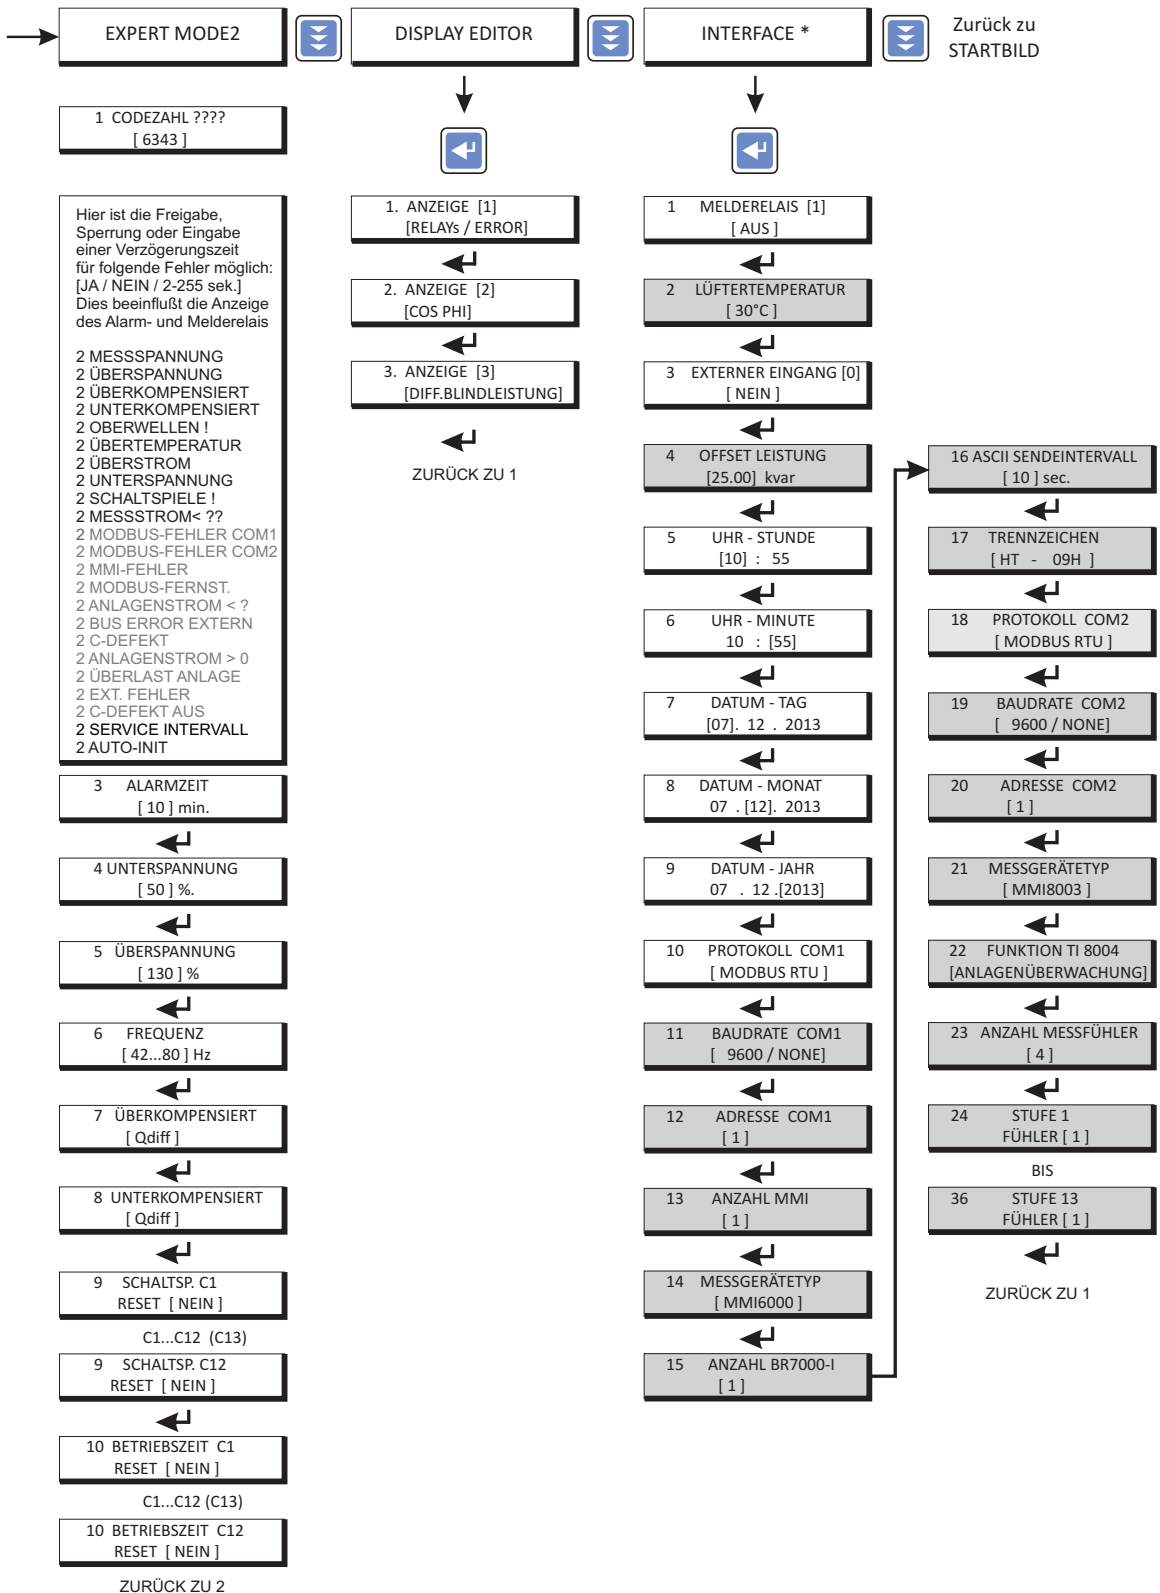 EXPERT MODE2
DISPLAY EDITOR
INTERFACE *
Zurück zu
STARTBILD
1 CODEZAHL ????
[ 6343 ]
Hier ist die Freigabe,
Sperrung oder Eingabe
einer Verzögerungszeit
für folgende Fehler möglich:
[JA / NEIN / 2-255 sek.]
Dies beeinflußt die Anzeige
des Alarm- und Melderelais
2 MESSSPANNUNG
2 ÜBERSPANNUNG
2 ÜBERKOMPENSIERT
2 UNTERKOMPENSIERT
2 OBERWELLEN !
2 ÜBERTEMPERATUR
2 ÜBERSTROM
2 UNTERSPANNUNG
2 SCHALTSPIELE !
2 MESSSTROM< ??
2 MODBUS-FEHLER COM1
2 MODBUS-FEHLER COM2
2 MMI-FEHLER
2 MODBUS-FERNST.
2 ANLAGENSTROM < ?
2 BUS ERROR EXTERN
2 C-DEFEKT
2 ANLAGENSTROM > 0
2 ÜBERLAST ANLAGE
2 EXT. FEHLER
2 C-DEFEKT AUS
2 SERVICE INTERVALL
2 AUTO-INIT
3 ALARMZEIT
[ 10 ] min.
4 UNTERSPANNUNG
[ 50 ] %.
5 ÜBERSPANNUNG
[ 130 ] %
6 FREQUENZ
[ 42...80 ] Hz
7 ÜBERKOMPENSIERT
[ Qdiff ]
8 UNTERKOMPENSIERT
[ Qdiff ]
9 SCHALTSP. C1
RESET [ NEIN ]
C1...C12 (C13)
9 SCHALTSP. C12
RESET [ NEIN ]
10 BETRIEBSZEIT C1
RESET [ NEIN ]
C1...C12 (C13)
10 BETRIEBSZEIT C12
RESET [ NEIN ]
ZURÜCK ZU 2
1. ANZEIGE [1]
[RELAYs / ERROR]
2. ANZEIGE [2]
[COS PHI]
3. ANZEIGE [3]
[DIFF.BLINDLEISTUNG]
ZURÜCK ZU 1
1 MELDERELAIS [1]
[ AUS ]
2 LÜFTERTEMPERATUR
[ 30°C ]
3 EXTERNER EINGANG [0]
[ NEIN ]
4 OFFSET LEISTUNG
[25.00] kvar
5 UHR - STUNDE
[10] : 55
6 UHR - MINUTE
10 : [55]
7 DATUM - TAG
[07]. 12 . 2013
8 DATUM - MONAT
07 . [12]. 2013
9 DATUM - JAHR
07 . 12 .[2013]
10 PROTOKOLL COM1
[ MODBUS RTU ]
11 BAUDRATE COM1
[ 9600 / NONE]
12 ADRESSE COM1
[ 1 ]
13 ANZAHL MMI
[ 1 ]
14 MESSGERÄTETYP
[ MMI6000 ]
15 ANZAHL BR7000-I
[ 1 ]
16 ASCII SENDEINTERVALL
[ 10 ] sec.
17 TRENNZEICHEN
[ HT - 09H ]
18 PROTOKOLL COM2
[ MODBUS RTU ]
19 BAUDRATE COM2
[ 9600 / NONE]
20 ADRESSE COM2
[ 1 ]
21 MESSGERÄTETYP
[ MMI8003 ]
22 FUNKTION TI 8004
[ANLAGENÜBERWACHUNG]
23 ANZAHL MESSFÜHLER
[ 4 ]
24 STUFE 1
FÜHLER [ 1 ]
BIS
36 STUFE 13
FÜHLER [ 1 ]
ZURÜCK ZU 1